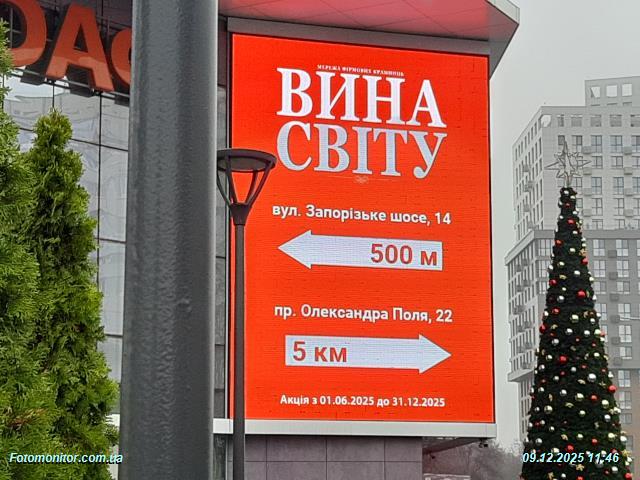 МЕРЕЖА ФІРМОВИХ КРАМНИЦЬ
ВИНА
СВІТУ
вул. Запорізьке шосе, 14
500 м
пр. Олександра Поля, 22
5 км
Акція з 01.06.2025 до 31.12.2025
Fotomonitor.com.ua
09.12.2025 11:46